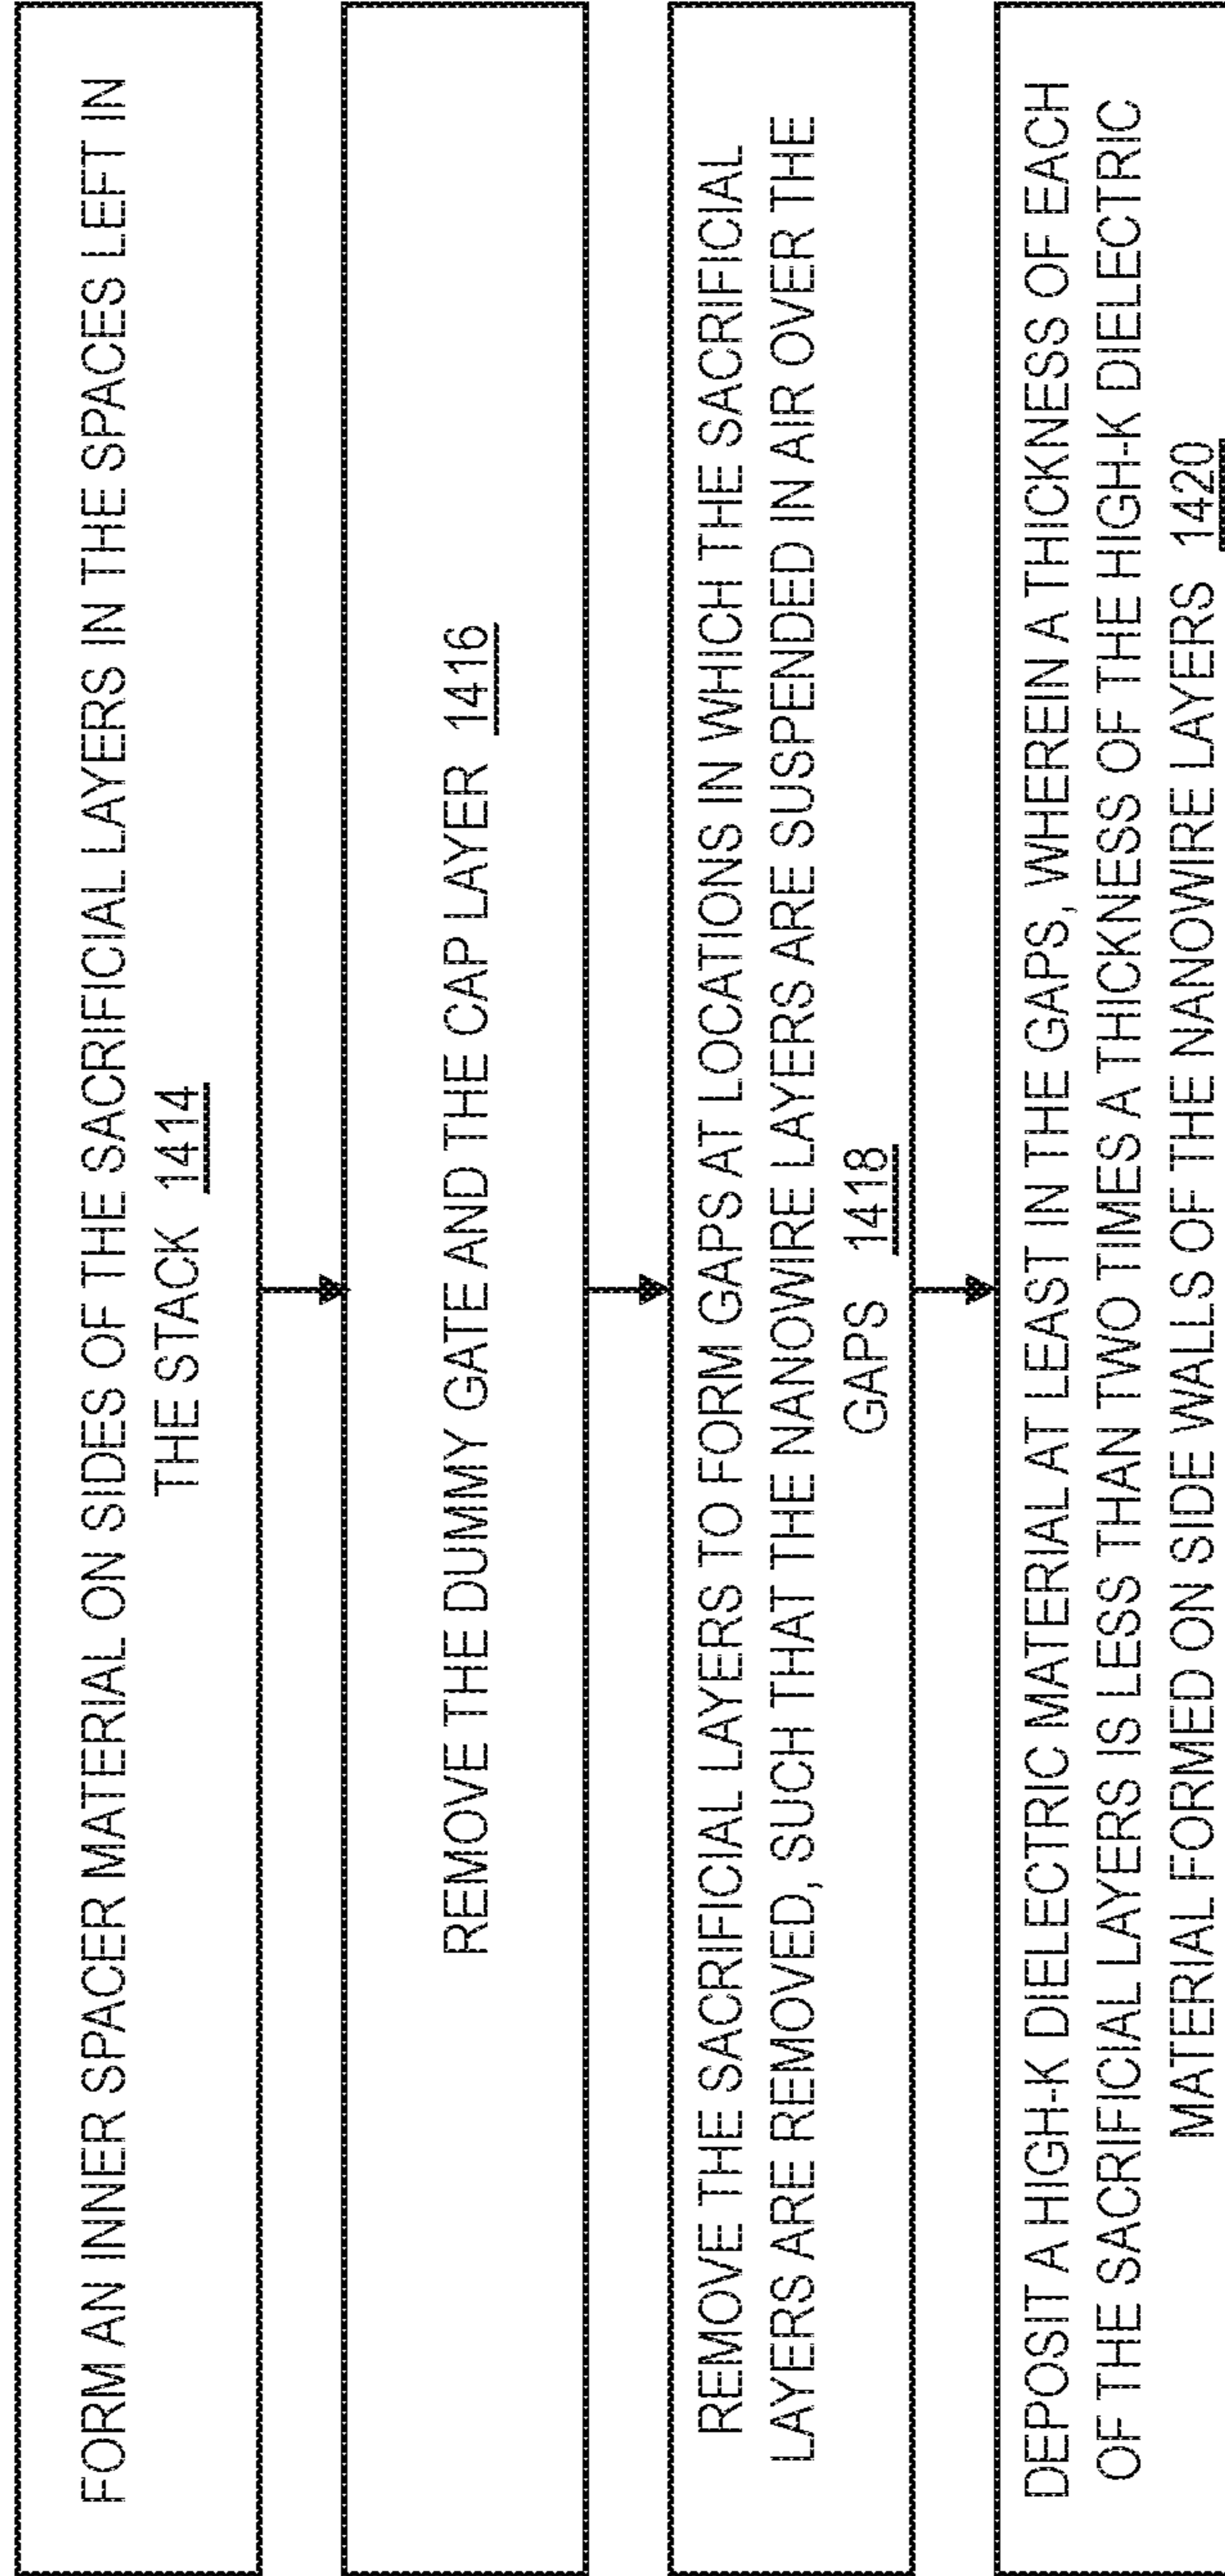 FORM AN INNER SPACER MATERIAL ON SIDES OF THE SACRIFICIAL LAYERS IN THE SPACES LEFT IN
THE STACK 1414
REMOVE THE DUMMY GATE AND THE CAP LAYER 1416
REMOVE THE SACRIFICIAL LAYERS TO FORM GAPS AT LOCATIONS IN WHICH THE SACRIFICIAL
LAYERS ARE REMOVED, SUCH THAT THE NANOWIRE LAYERS ARE SUSPENDED IN AIR OVER THE
GAPS 1418
DEPOSIT A HIGH-K DIELECTRIC MATERIAL AT LEAST IN THE GAPS, WHEREIN A THICKNESS OF EACH
OF THE SACRIFICIAL LAYERS IS LESS THAN TWO TIMES A THICKNESS OF THE HIGH-K DIELECTRIC
MATERIAL FORMED ON SIDE WALLS OF THE NANOWIRE LAYERS 1420